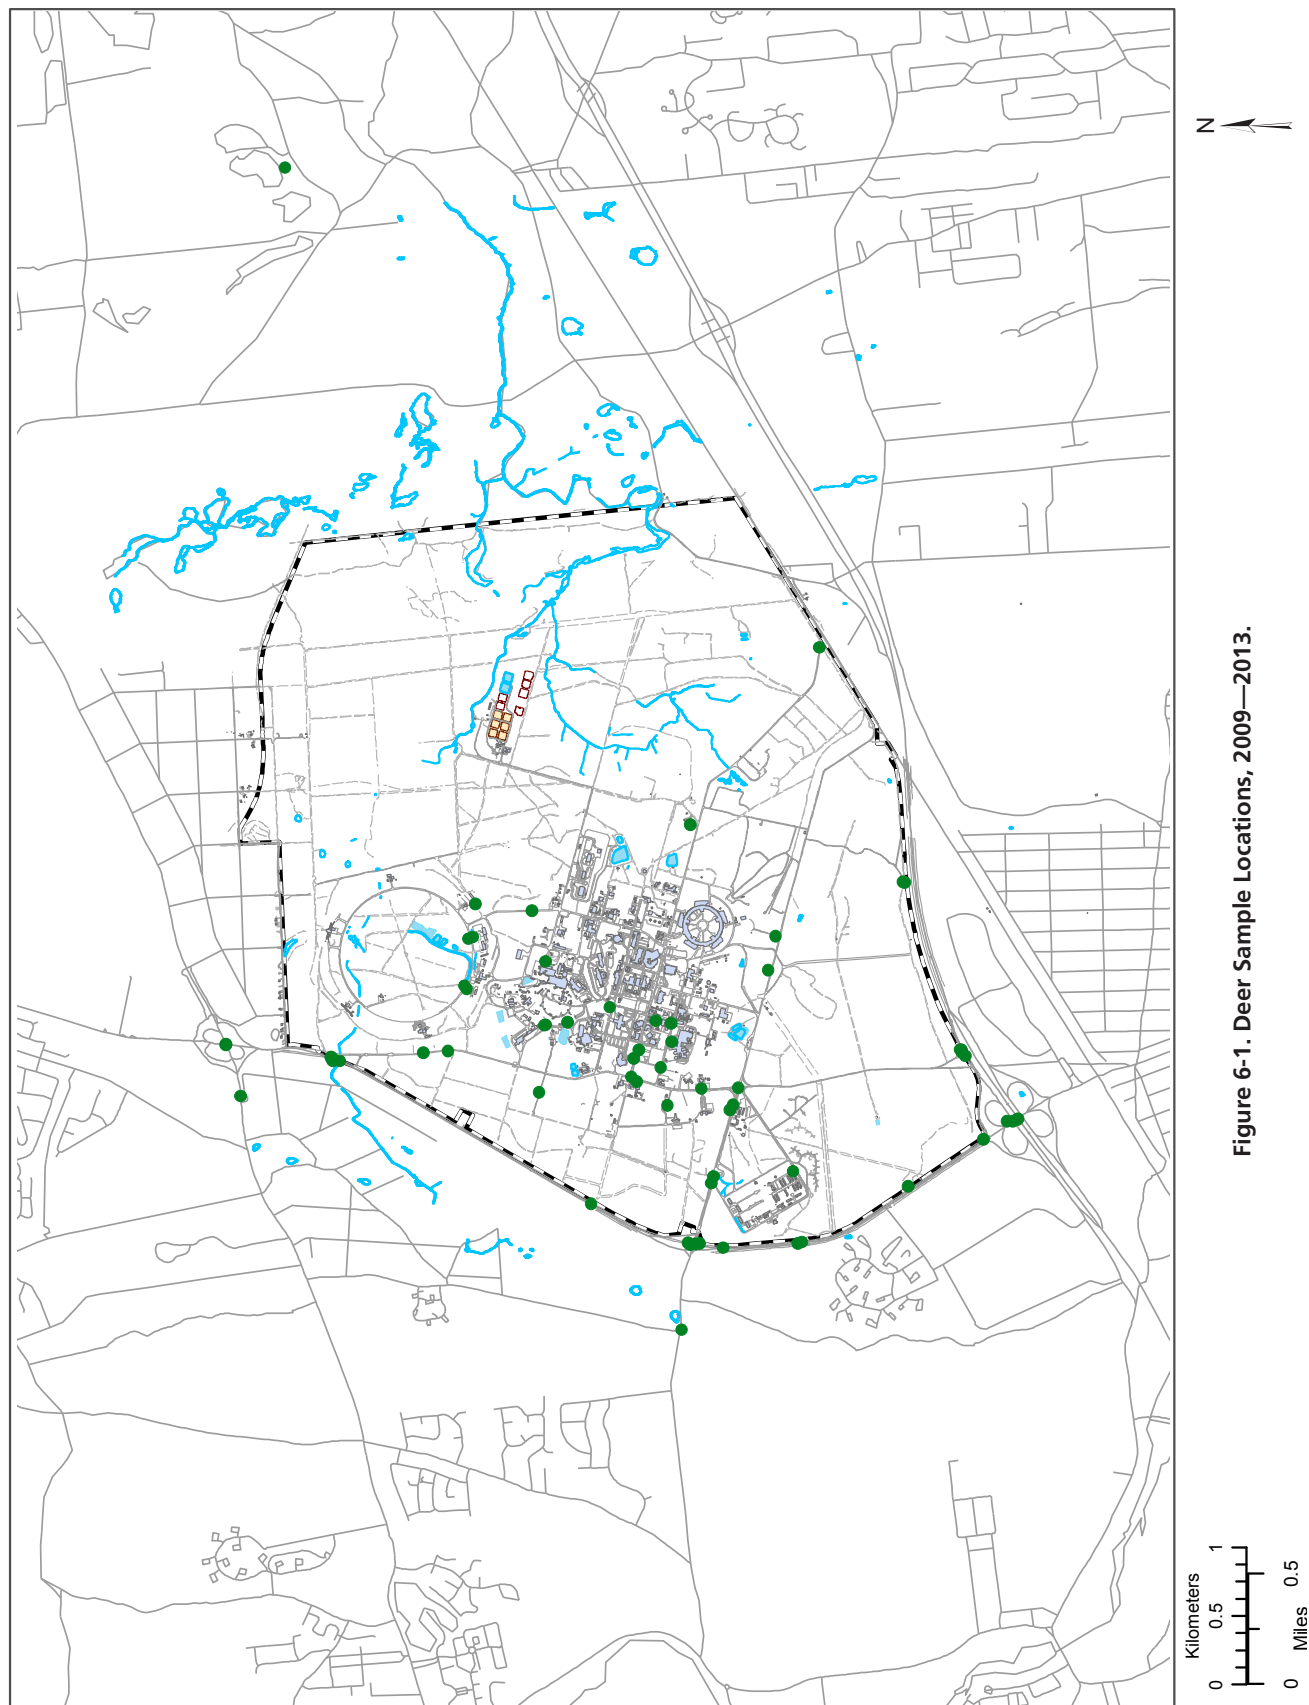 N
Kilometers
0 0.5 1
0 0.5
Miles
Figure 6-1. Deer Sample Locations, 2009—2013.